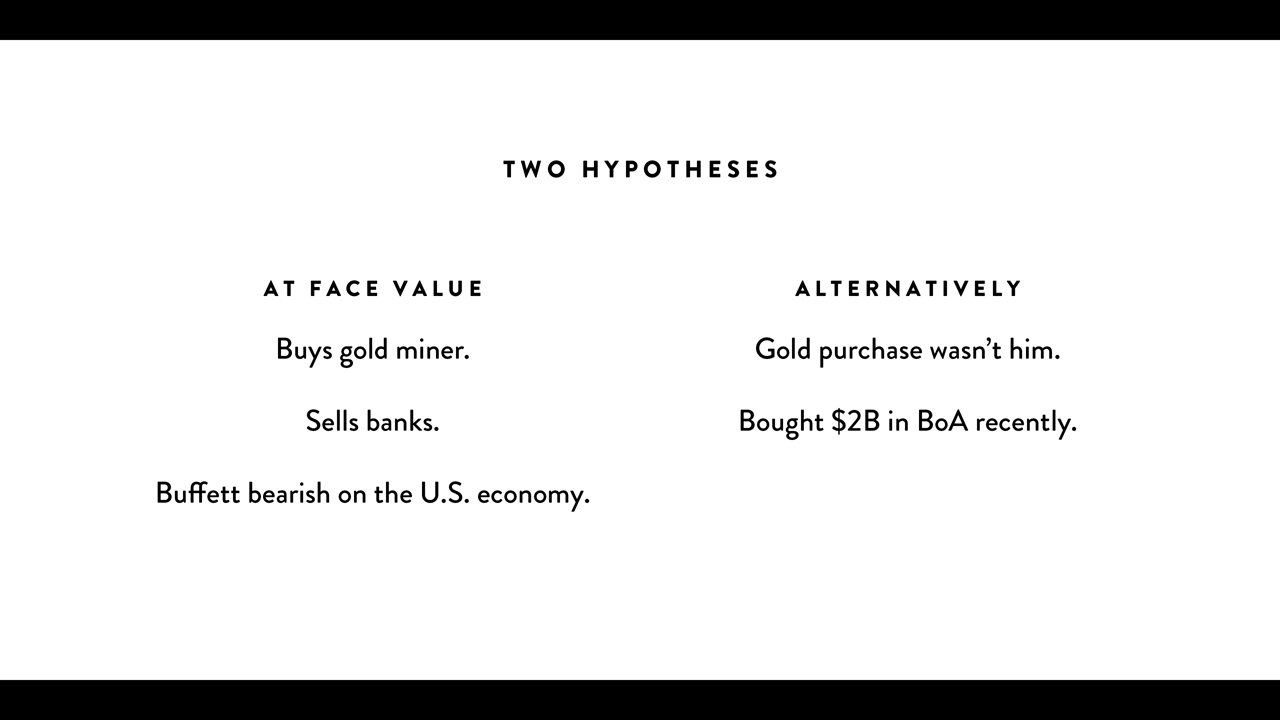 TWO HYPOTHESES
AT FACE VALUE
Buys gold miner.
Sells banks.
Buffett bearish on the U.S. economy.
ALTERNATIVELY
Gold purchase wasn’t him.
Bought $2B in BoA recently.